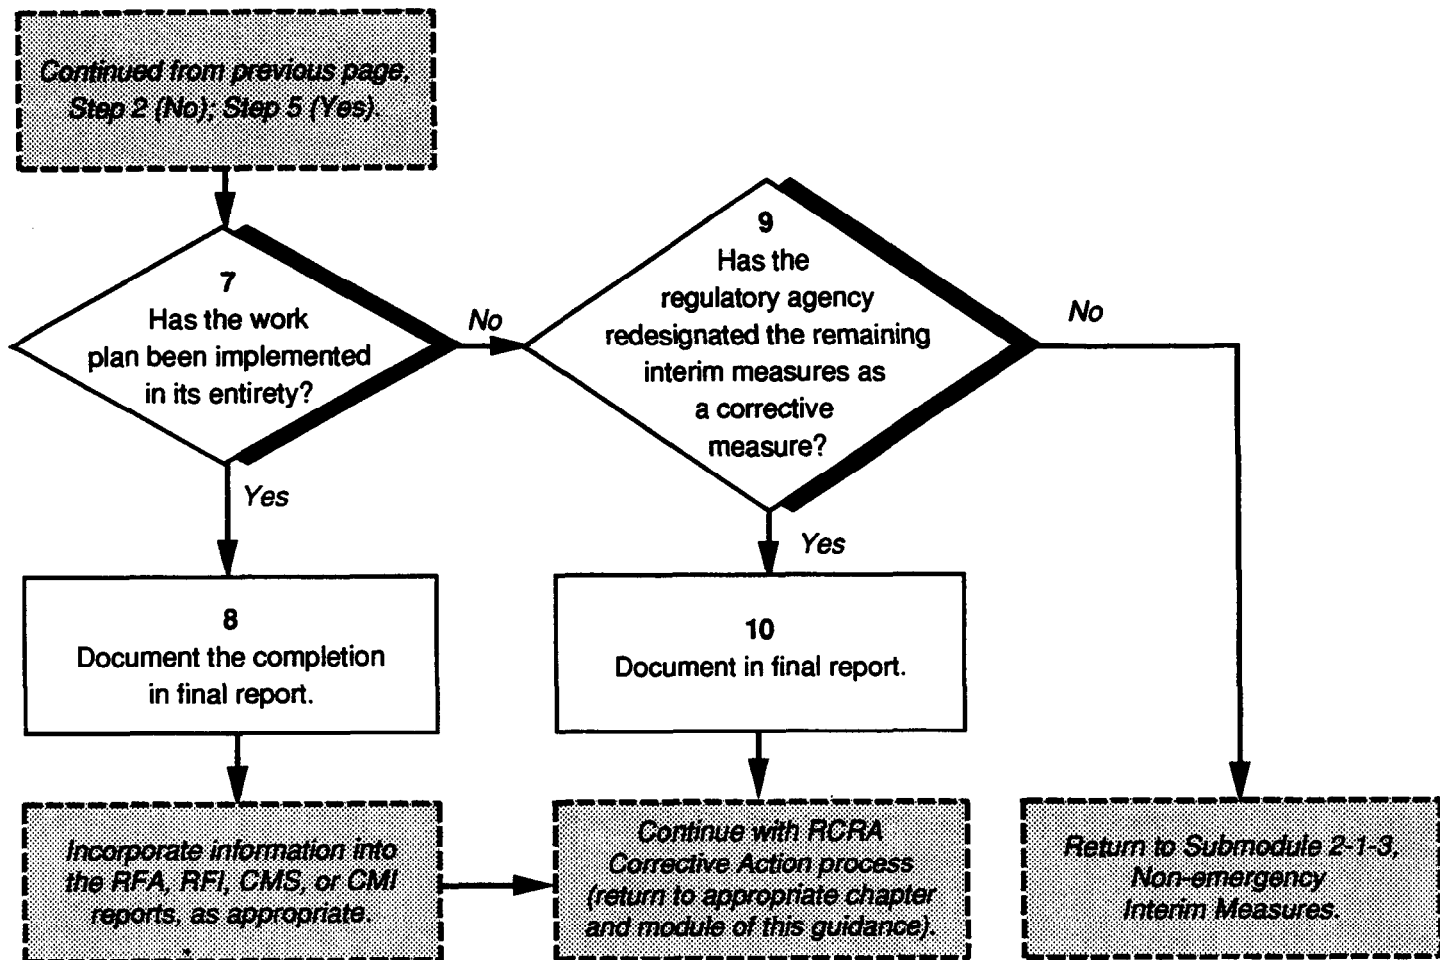 Continued from previous page,
Step 2 (No); Step 5 (Yes).
7
Has the work
plan been implemented
in its entirety?
No
9
Has the
regulatory agency
redesignated the remaining
interim measures as
a corrective
measure?
No
Yes
Yes
8
Document the completion
in final report.
10
Document in final report.
Incorporate information into
the RFA, RFI, CMS, or CMI
reports, as appropriate.
Continue with RCRA
Corrective Action process
(return to appropriate chapter
and module of this guidance).
Return to Submodule 2-1-3,
Non-emergency
Interim Measures.